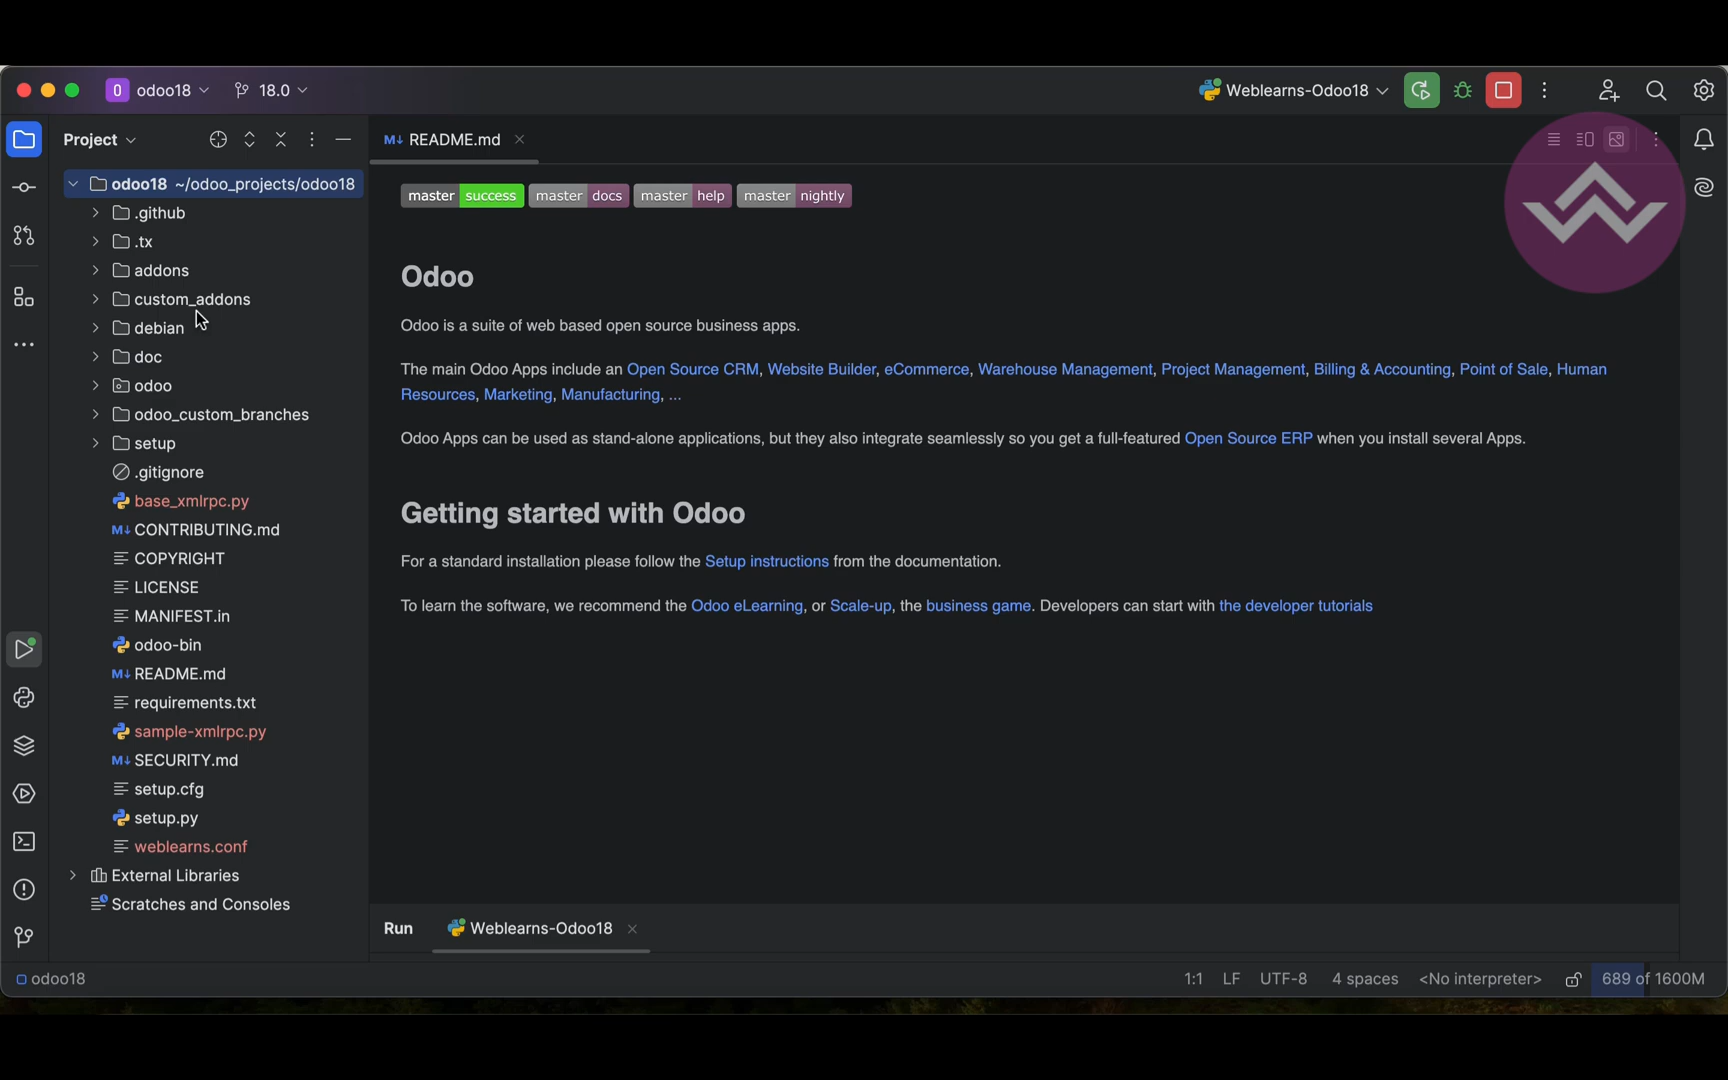 O odoo18 18.0 Weblearns-Odoo18
Project
M↓ README.md
odoo18 ~/odoo_projects/odoo18
.github
.tx
addons
custom_addons
debian
doc
odoo
odoo_custom_branches
setup
.gitignore
base_xmlrpc.py
M↓ CONTRIBUTING.md
COPYRIGHT
LICENSE
MANIFEST.in
odoo-bin
M↓ README.md
requirements.txt
sample-xmlrpc.py
M↓ SECURITY.md
setup.cfg
setup.py
weblearns.conf
External Libraries
Scratches and Consoles
master success master docs master help master nightly
Odoo
Odoo is a suite of web based open source business apps.
The main Odoo Apps include an Open Source CRM, Website Builder, eCommerce, Warehouse Management, Project Management, Billing & Accounting, Point of Sale, Human
Resources, Marketing, Manufacturing, ...
Odoo Apps can be used as stand-alone applications, but they also integrate seamlessly so you get a full-featured Open Source ERP when you install several Apps.
Getting started with Odoo
For a standard installation please follow the Setup instructions from the documentation.
To learn the software, we recommend the Odoo eLearning, or Scale-up, the business game. Developers can start with the developer tutorials
Run Weblearns-Odoo18
odoo18 1:1 LF UTF-8 4 spaces <No interpreter> 689 of 1600M